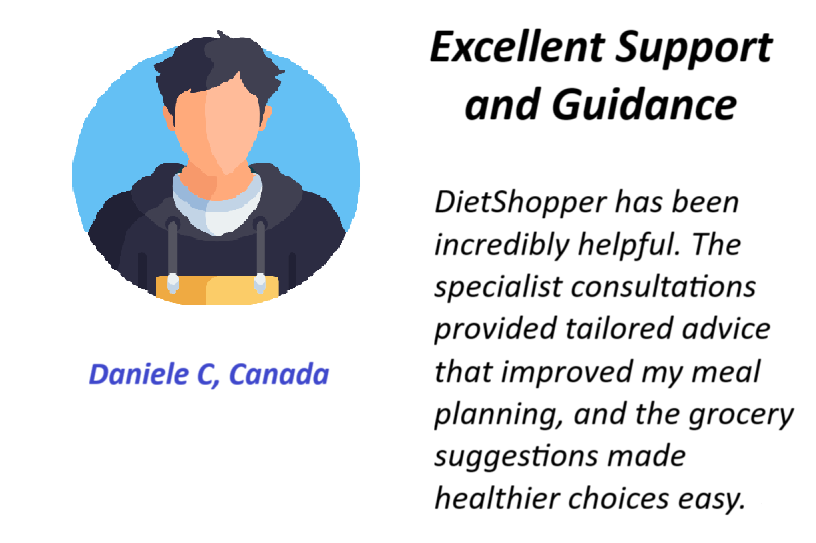 Excellent Support
and Guidance
DietShopper has been
incredibly helpful. The
specialist consultations
provided tailored advice
that improved my meal
planning, and the grocery
suggestions made
healthier choices easy.
Daniele C, Canada